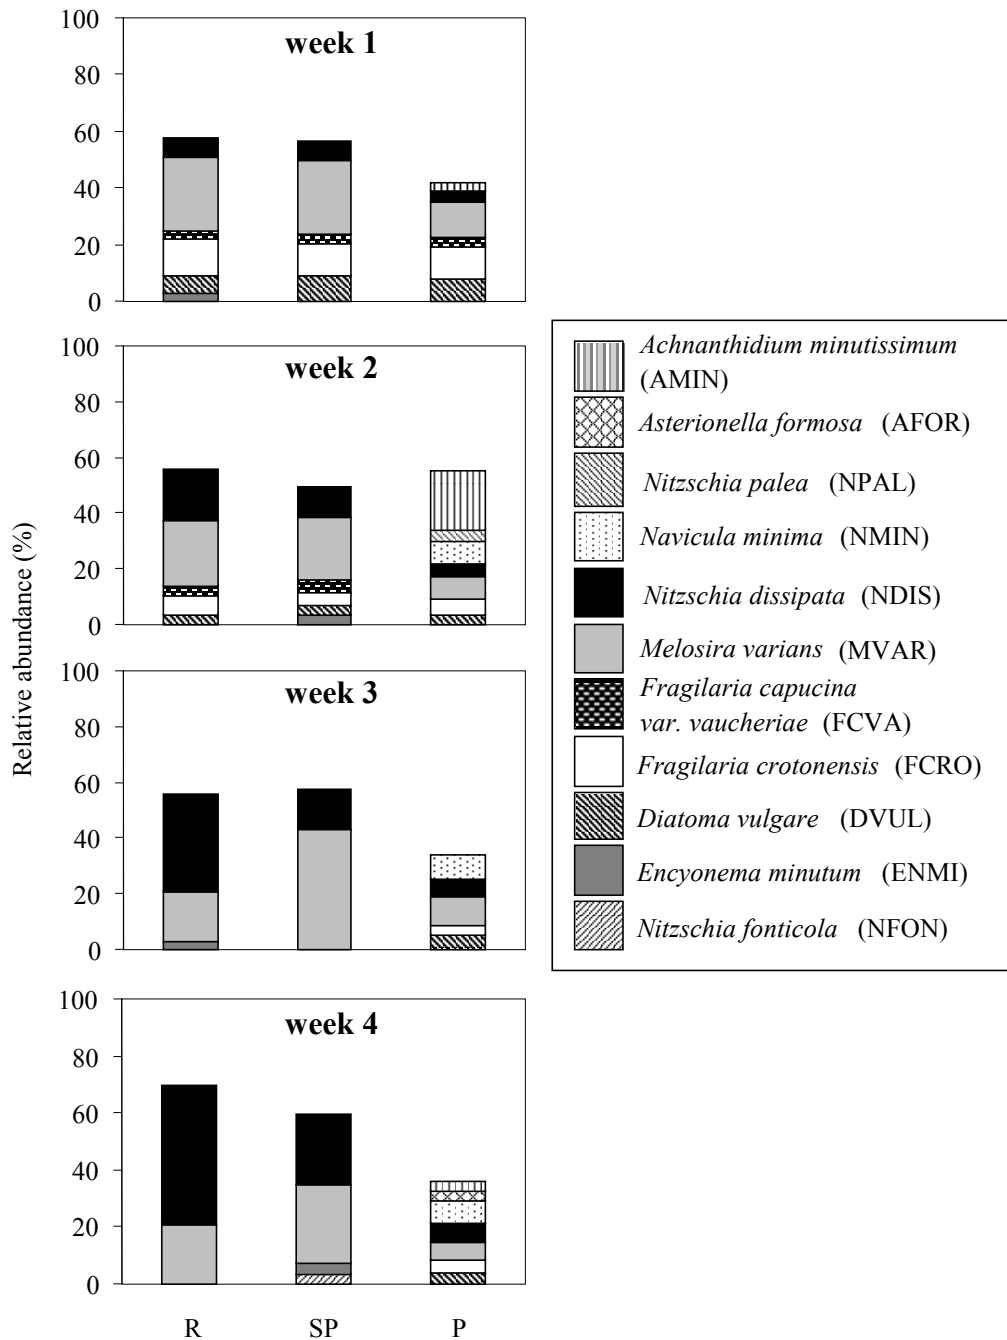 100
80
60
40
20
0
week 1
100
80
60
40
20
0
week 2
100
80
60
40
20
0
week 3
100
80
60
40
20
0
week 4
Relative abundance (%)
R SP P
Achnanthidium minutissimum
(AMIN)
Asterionella formosa (AFOR)
Nitzschia palea (NPAL)
Navicula minima (NMIN)
Nitzschia dissipata (NDIS)
Melosira varians (MVAR)
Fragilaria capucina
var. vaucheriae (FCVA)
Fragilaria crotonensis (FCRO)
Diatoma vulgare (DVUL)
Encyonema minutum (ENMI)
Nitzschia fonticola (NFON)